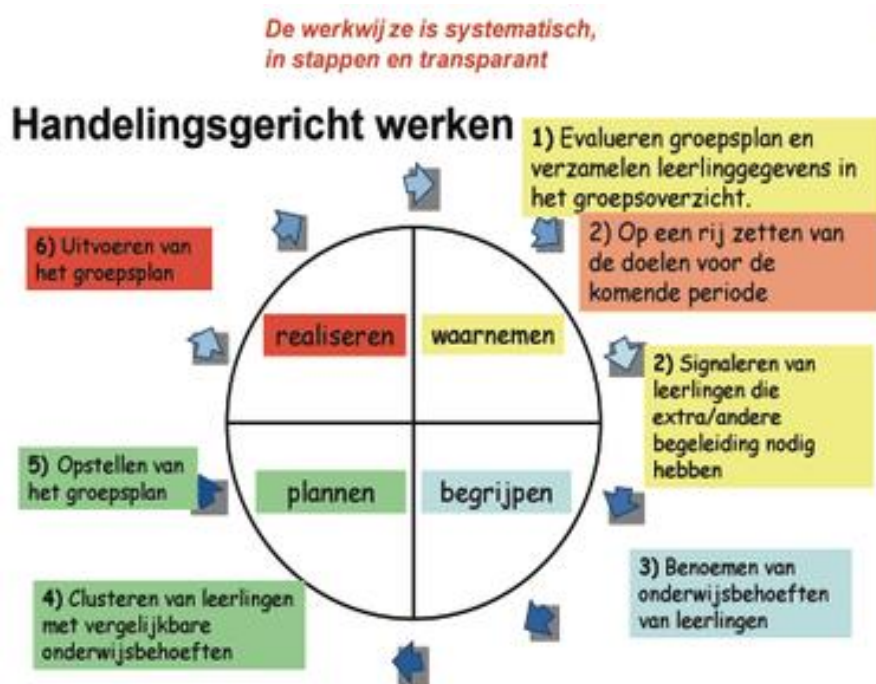 De werkwijze is systematisch,
in stappen en transparant
Handelingsgericht werken
1) Evalueren groepsplan en
verzamelen leerlinggegevens in
het groepsoverzicht.
2) Op een rij zetten van
de doelen voor de
komende periode
6) Uitvoeren van
het groepsplan
realiseren
waarnemen
2) Signaleren van
leerlingen die
extra/andere
begeleiding nodig
hebben
5) Opstellen van
het groepsplan
plannen
begrijpen
3) Benoemen van
onderwijsbehoeften
van leerlingen
4) Clusteren van leerlingen
met vergelijkbare
onderwijsbehoeften